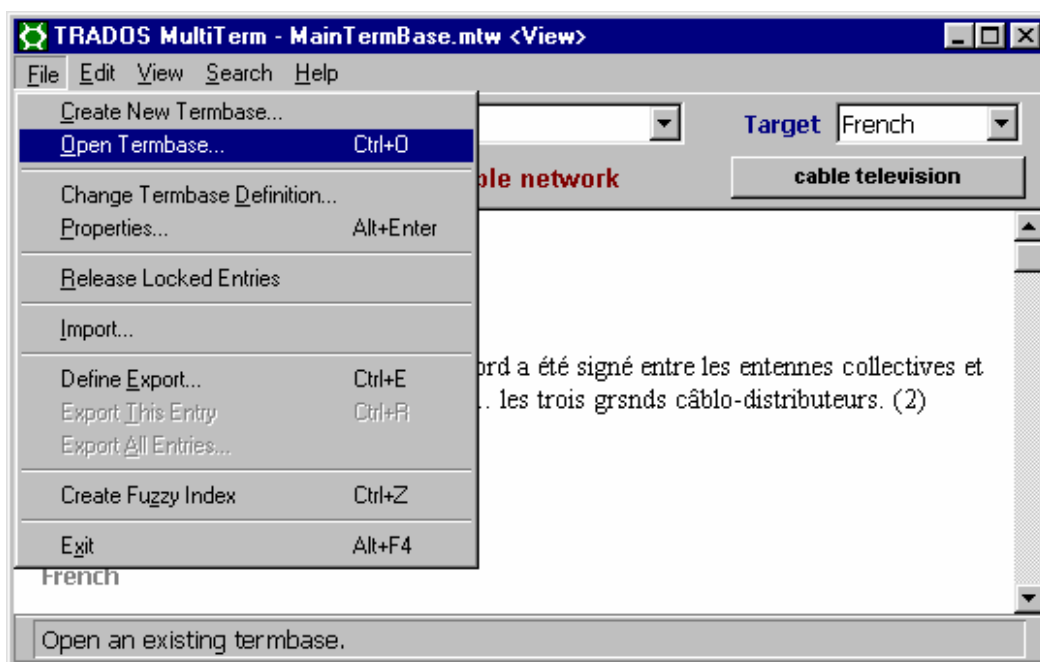 TRADOS MultiTerm - MainTermBase.mtw <View>
File Edit View Search Help
Create New Termbase...
Open Termbase... Ctrl+O
Change Termbase Definition...
Properties... Alt+Enter
Release Locked Entries
Import...
Define Export... Ctrl+E
Export This Entry Ctrl+R
Export All Entries...
Create Fuzzy Index Ctrl+Z
Exit Alt+F4
Target French
network cable television
a été signé entre les entennes collectives et
.. les trois grsnds câblo-distributeurs. (2)
French
Open an existing termbase.